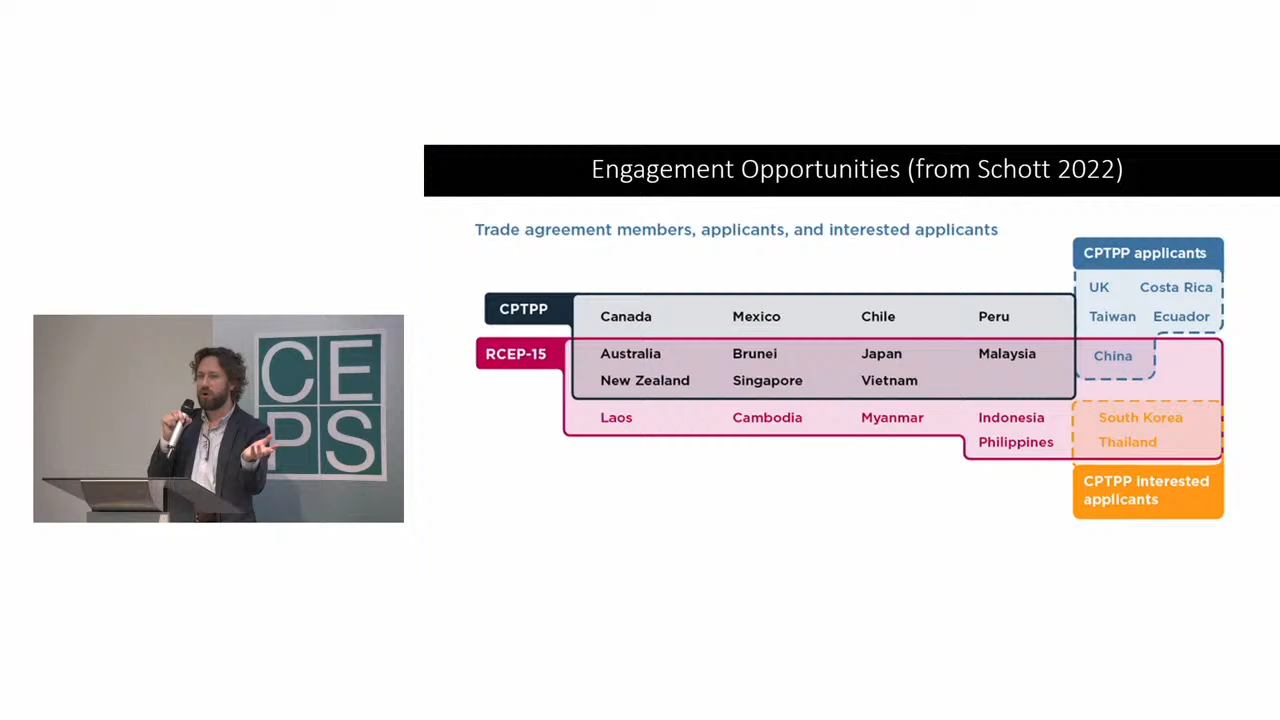 Engagement Opportunities (from Schott 2022)
Trade agreement members, applicants, and interested applicants
CPTPP applicants
UK Costa Rica
Taiwan Ecuador
China
CPTPP
Canada Mexico Chile Peru
RCEP-15
Australia Brunei Japan Malaysia
New Zealand Singapore Vietnam
Laos Cambodia Myanmar Indonesia
Philippines
South Korea
Thailand
CPTPP interested
applicants
CE
PS